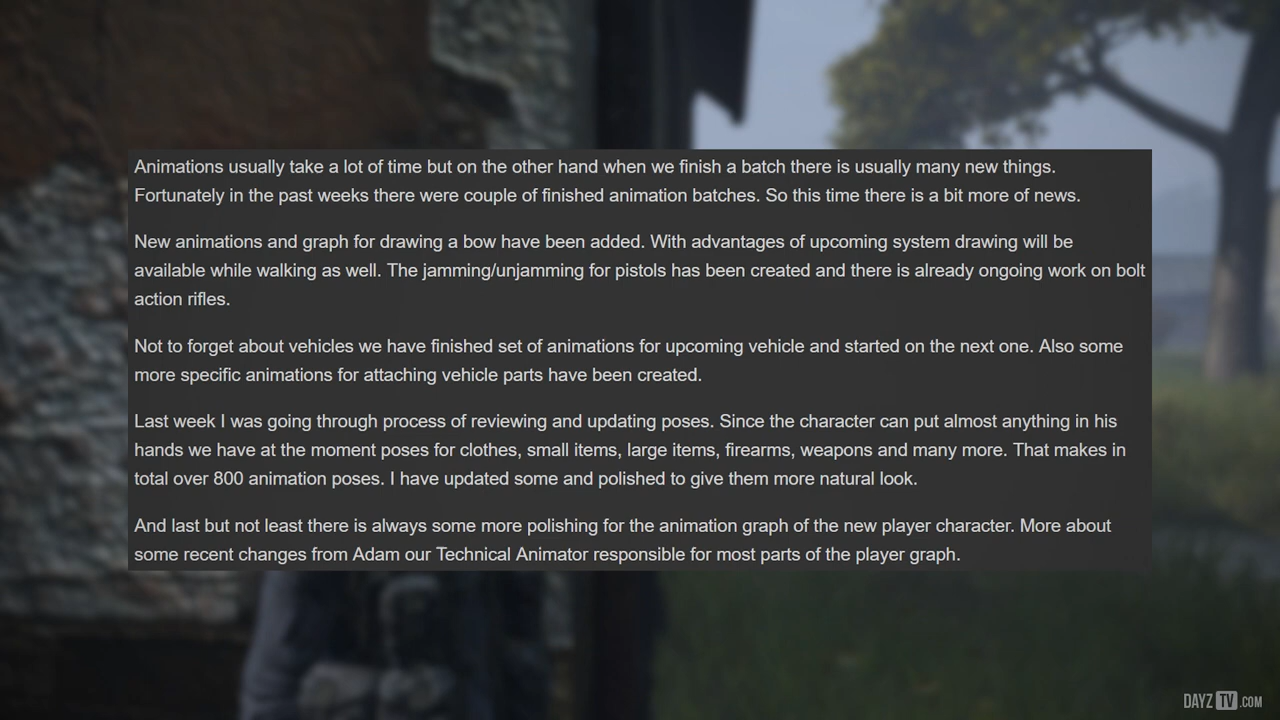 Animations usually take a lot of time but on the other hand when we finish a batch there is usually many new things.
Fortunately in the past weeks there were couple of finished animation batches. So this time there is a bit more of news.
New animations and graph for drawing a bow have been added. With advantages of upcoming system drawing will be
available while walking as well. The jamming/unjamming for pistols has been created and there is already ongoing work on bolt
action rifles.
Not to forget about vehicles we have finished set of animations for upcoming vehicle and started on the next one. Also some
more specific animations for attaching vehicle parts have been created.
Last week I was going through process of reviewing and updating poses. Since the character can put almost anything in his
hands we have at the moment poses for clothes, small items, large items, firearms, weapons and many more. That makes in
total over 800 animation poses. I have updated some and polished to give them more natural look.
And last but not least there is always some more polishing for the animation graph of the new player character. More about
some recent changes from Adam our Technical Animator responsible for most parts of the player graph.
DAYZ TV .COM